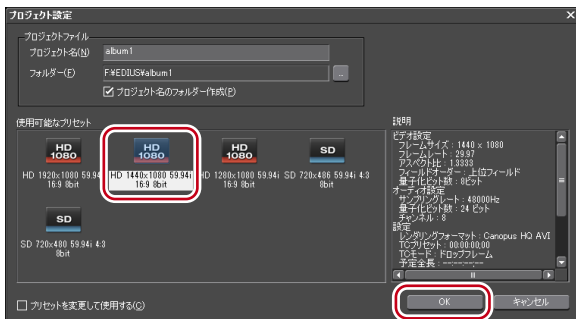 プロジェクト設定
プロジェクトファイル
プロジェクト名(N) album1
フォルダー(F) F:¥EDIUS¥album1 ...
プロジェクト名のフォルダー作成(P)
使用可能なプリセット
HD 1080
HD 1920x1080 59.94i 16:9 8bit
HD 1080
HD 1440x1080 59.94i 16:9 8bit
HD 1080
HD 1280x1080 59.94i 16:9 8bit
SD
SD 720x486 59.94i 4:3 8bit
SD
SD 720x480 59.94i 4:3 8bit
説明
ビデオ設定
フレームサイズ : 1440 x 1080
フレームレート : 29.97
アスペクト比 : 1.3333
フィールドオーダー : 上位フィールド
量子化ビット数 : 8ビット
オーディオ設定
サンプリングレート : 48000Hz
量子化ビット数 : 24 ビット
チャンネル : 8
設定
レンダリングフォーマット : Canopus HQ AVI
TCプリセット : 00:00:00;00
TCモード : ドロップフレーム
予定全長 : --:--:--;--
プリセットを変更して使用する(C)
OK
キャンセル